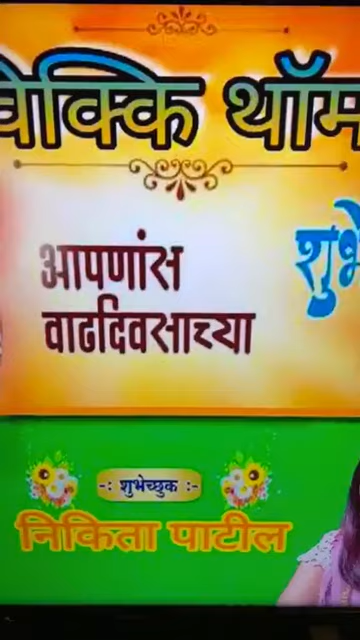 विक्कि थॉम
आपणांस
वाढदिवसाच्या
शुभे
-: शुभेच्छुक :-
निकिता पाटील